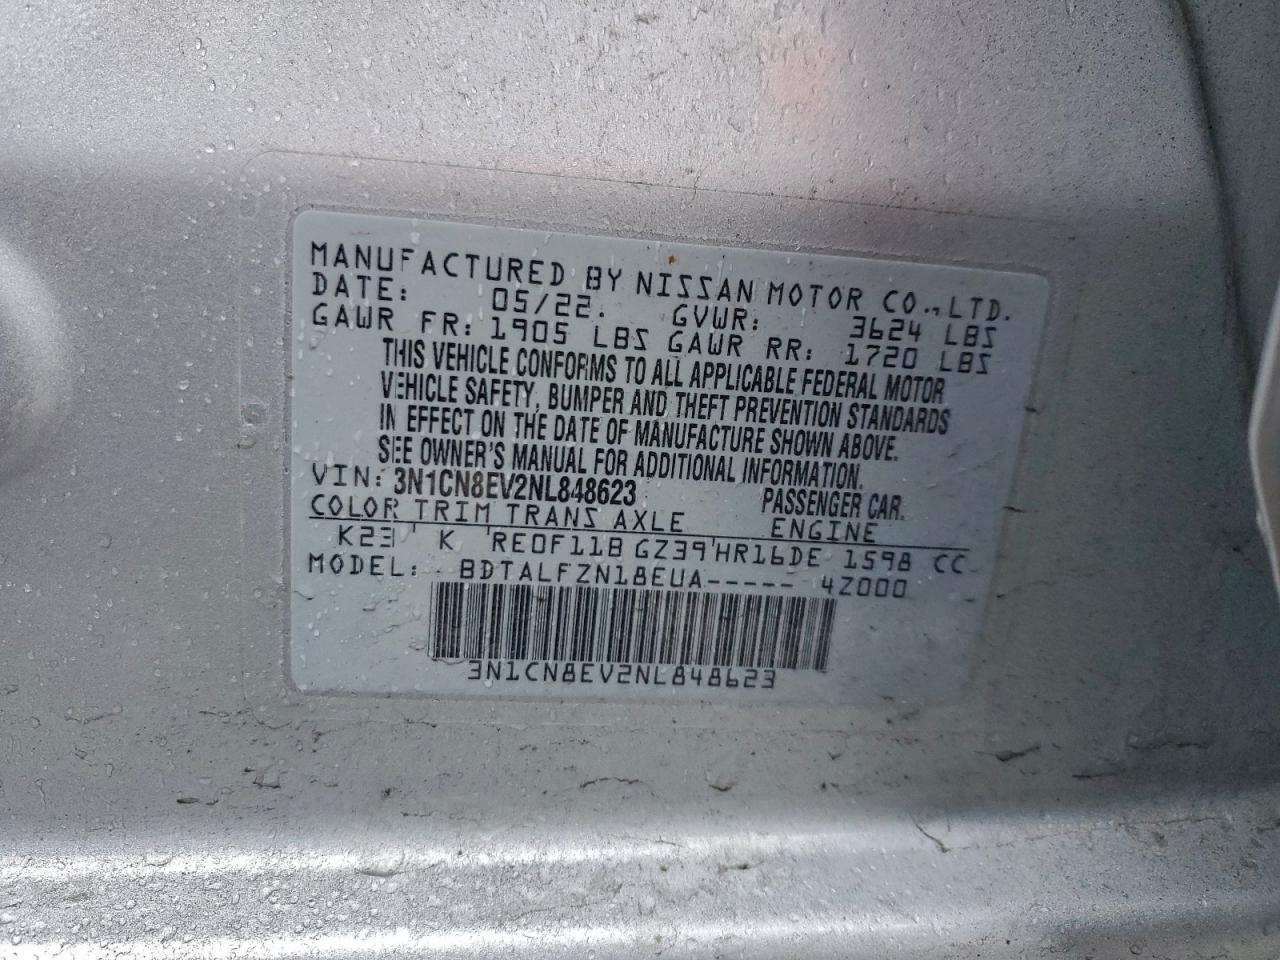 MANUFACTURED BY NISSAN MOTOR CO., LTD.
DATE: 05/22. GVWR: 3624 LBS
GAWR FR: 1905 LBS GAWR RR: 1720 LBS
THIS VEHICLE CONFORMS TO ALL APPLICABLE FEDERAL MOTOR
VEHICLE SAFETY, BUMPER AND THEFT PREVENTION STANDARDS
IN EFFECT ON THE DATE OF MANUFACTURE SHOWN ABOVE.
SEE OWNER'S MANUAL FOR ADDITIONAL INFORMATION.
VIN: 3N1CN8EV2NL848623 PASSENGER CAR.
COLOR TRIM TRANS AXLE ENGINE
K23 K RE0F11B GZ39 HR16DE 1598 CC
MODEL: BDTALFZN18EUA----- 4Z000
3N1CN8EV2NL848623